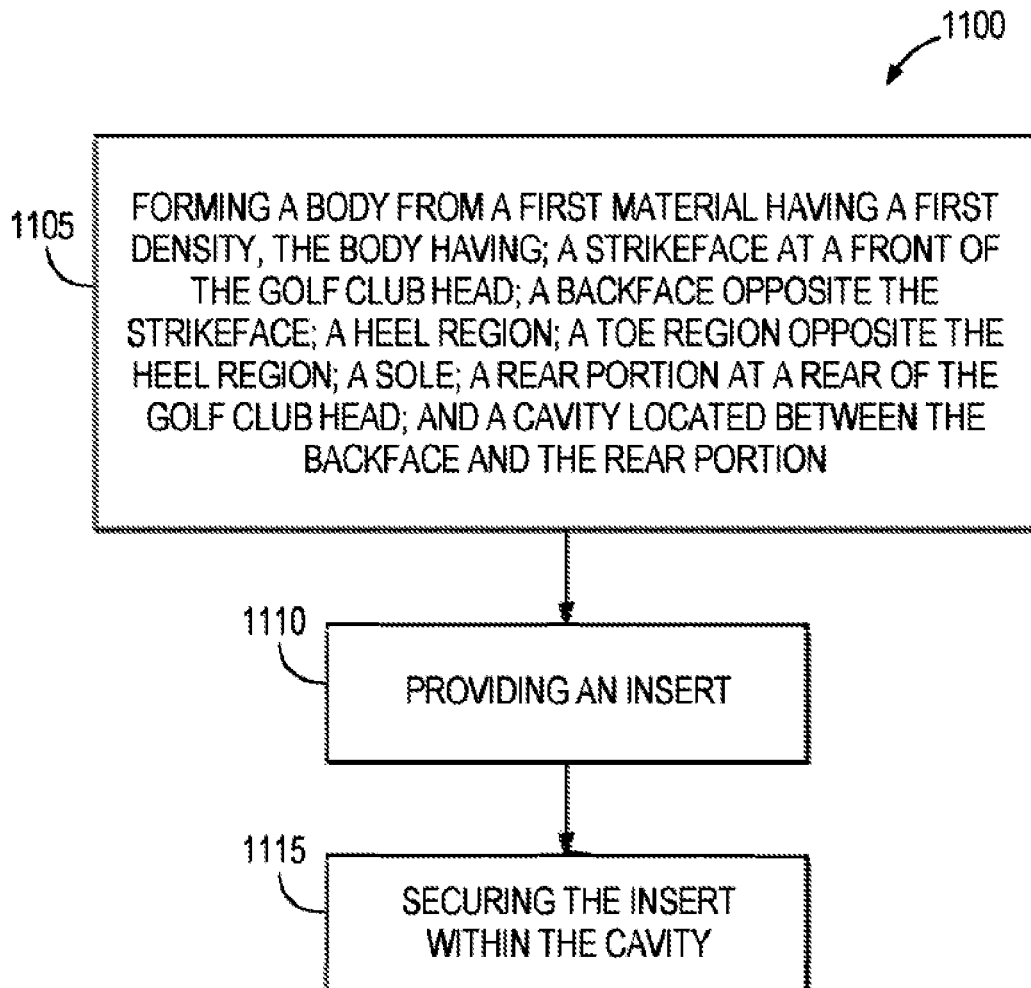 1100
1105
FORMING A BODY FROM A FIRST MATERIAL HAVING A FIRST
DENSITY, THE BODY HAVING; A STRIKEFACE AT A FRONT OF
THE GOLF CLUB HEAD; A BACKFACE OPPOSITE THE
STRIKEFACE; A HEEL REGION; A TOE REGION OPPOSITE THE
HEEL REGION; A SOLE; A REAR PORTION AT A REAR OF THE
GOLF CLUB HEAD; AND A CAVITY LOCATED BETWEEN THE
BACKFACE AND THE REAR PORTION
1110
PROVIDING AN INSERT
1115
SECURING THE INSERT
WITHIN THE CAVITY